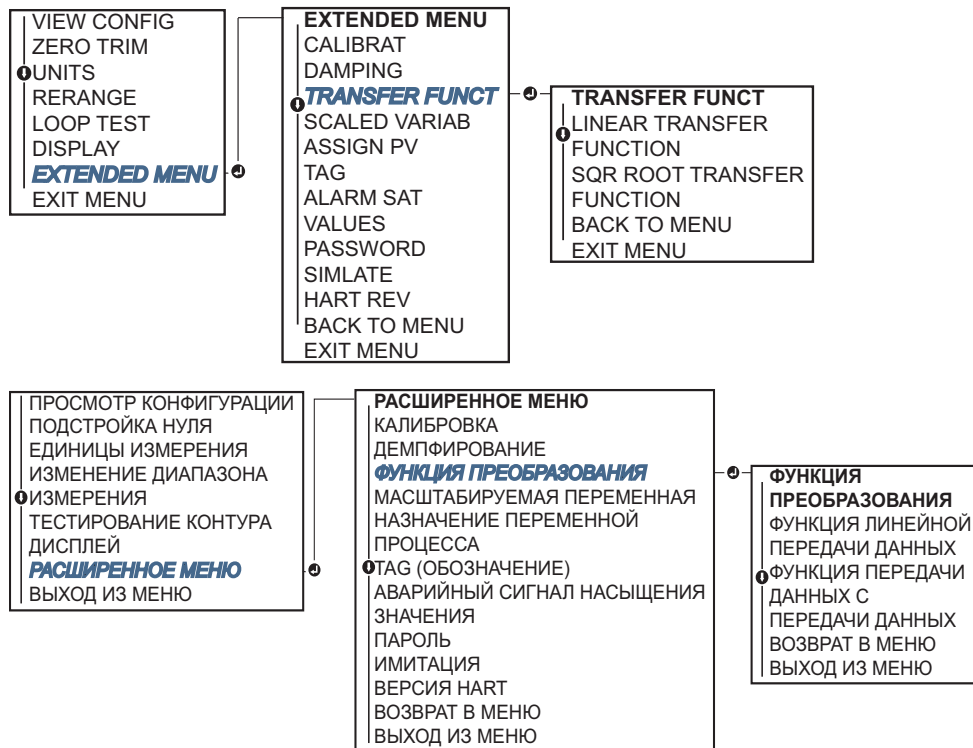 VIEW CONFIG
ZERO TRIM
UNITS
RERANGE
LOOP TEST
DISPLAY
EXTENDED MENU
EXIT MENU
EXTENDED MENU
CALIBRAT
DAMPING
TRANSFER FUNCT
SCALED VARIAB
ASSIGN PV
TAG
ALARM SAT
VALUES
PASSWORD
SIMLATE
HART REV
BACK TO MENU
EXIT MENU
TRANSFER FUNCT
LINEAR TRANSFER
FUNCTION
SQR ROOT TRANSFER
FUNCTION
BACK TO MENU
EXIT MENU
ПРОСМОТР КОНФИГУРАЦИИ
ПОДСТРОЙКА НУЛЯ
ЕДИНИЦЫ ИЗМЕРЕНИЯ
ИЗМЕНЕНИЕ ДИАПАЗОНА
ИЗМЕРЕНИЯ
ТЕСТИРОВАНИЕ КОНТУРА
ДИСПЛЕЙ
РАСШИРЕННОЕ МЕНЮ
ВЫХОД ИЗ МЕНЮ
РАСШИРЕННОЕ МЕНЮ
КАЛИБРОВКА
ДЕМПФИРОВАНИЕ
ФУНКЦИЯ ПРЕОБРАЗОВАНИЯ
МАСШТАБИРУЕМАЯ ПЕРЕМЕННАЯ
НАЗНАЧЕНИЕ ПЕРЕМЕННОЙ
ПРОЦЕССА
TAG (ОБОЗНАЧЕНИЕ)
АВАРИЙНЫЙ СИГНАЛ НАСЫЩЕНИЯ
ЗНАЧЕНИЯ
ПАРОЛЬ
ИМИТАЦИЯ
ВЕРСИЯ HART
ВОЗВРАТ В МЕНЮ
ВЫХОД ИЗ МЕНЮ
ФУНКЦИЯ
ПРЕОБРАЗОВАНИЯ
ФУНКЦИЯ ЛИНЕЙНОЙ
ПЕРЕДАЧИ ДАННЫХ
ФУНКЦИЯ ПЕРЕДАЧИ
ДАННЫХ С
ПЕРЕДАЧИ ДАННЫХ
ВОЗВРАТ В МЕНЮ
ВЫХОД ИЗ МЕНЮ